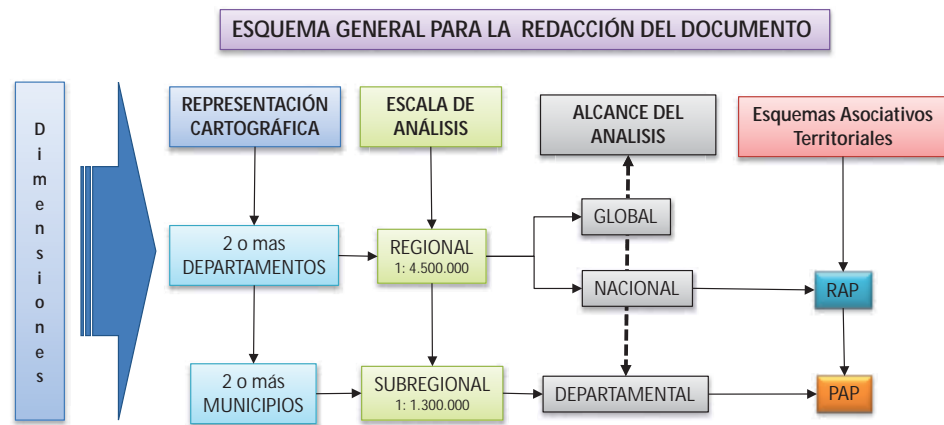 ESQUEMA GENERAL PARA LA REDACCIÓN DEL DOCUMENTO
Dimensiones
REPRESENTACIÓN
CARTOGRÁFICA
ESCALA DE
ANÁLISIS
ALCANCE DEL
ANALISIS
Esquemas Asociativos
Territoriales
GLOBAL
2 o mas
DEPARTAMENTOS
REGIONAL
1: 4.500.000
NACIONAL
RAP
2 o más
MUNICIPIOS
SUBREGIONAL
1: 1.300.000
DEPARTAMENTAL
PAP